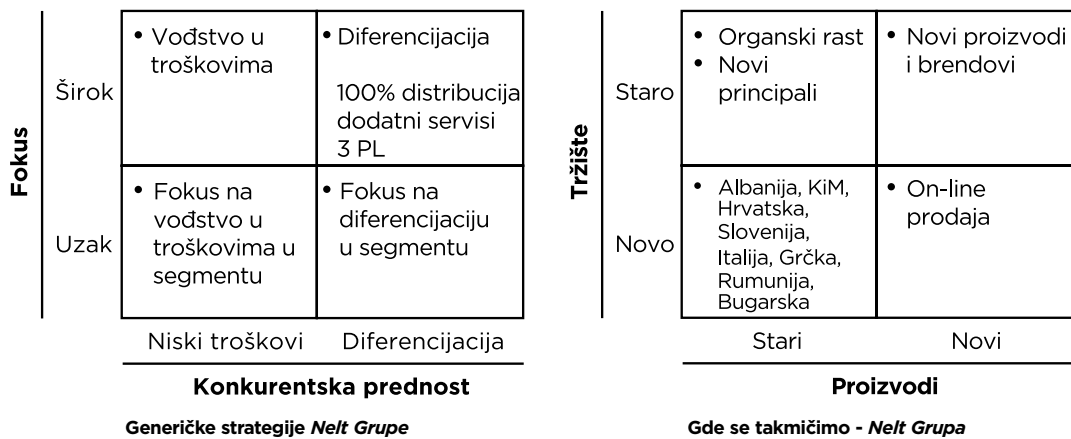 Fokus
Širok
Uzak
• Vođstvo u
troškovima
• Diferencijacija
100% distribucija
dodatni servisi
3 PL
• Fokus na
vođstvo u
troškovima u
segmentu
• Fokus na
diferencijaciju
u segmentu
Niski troškovi
Diferencijacija
Konkurentska prednost
Generičke strategije Nelt Grupe
Tržište
Staro
Novo
• Organski rast
• Novi
principali
• Novi proizvodi
i brendovi
• Albanija, KiM,
Hrvatska,
Slovenija,
Italija, Grčka,
Rumunija,
Bugarska
• On-line
prodaja
Stari
Novi
Proizvodi
Gde se takmičimo - Nelt Grupa